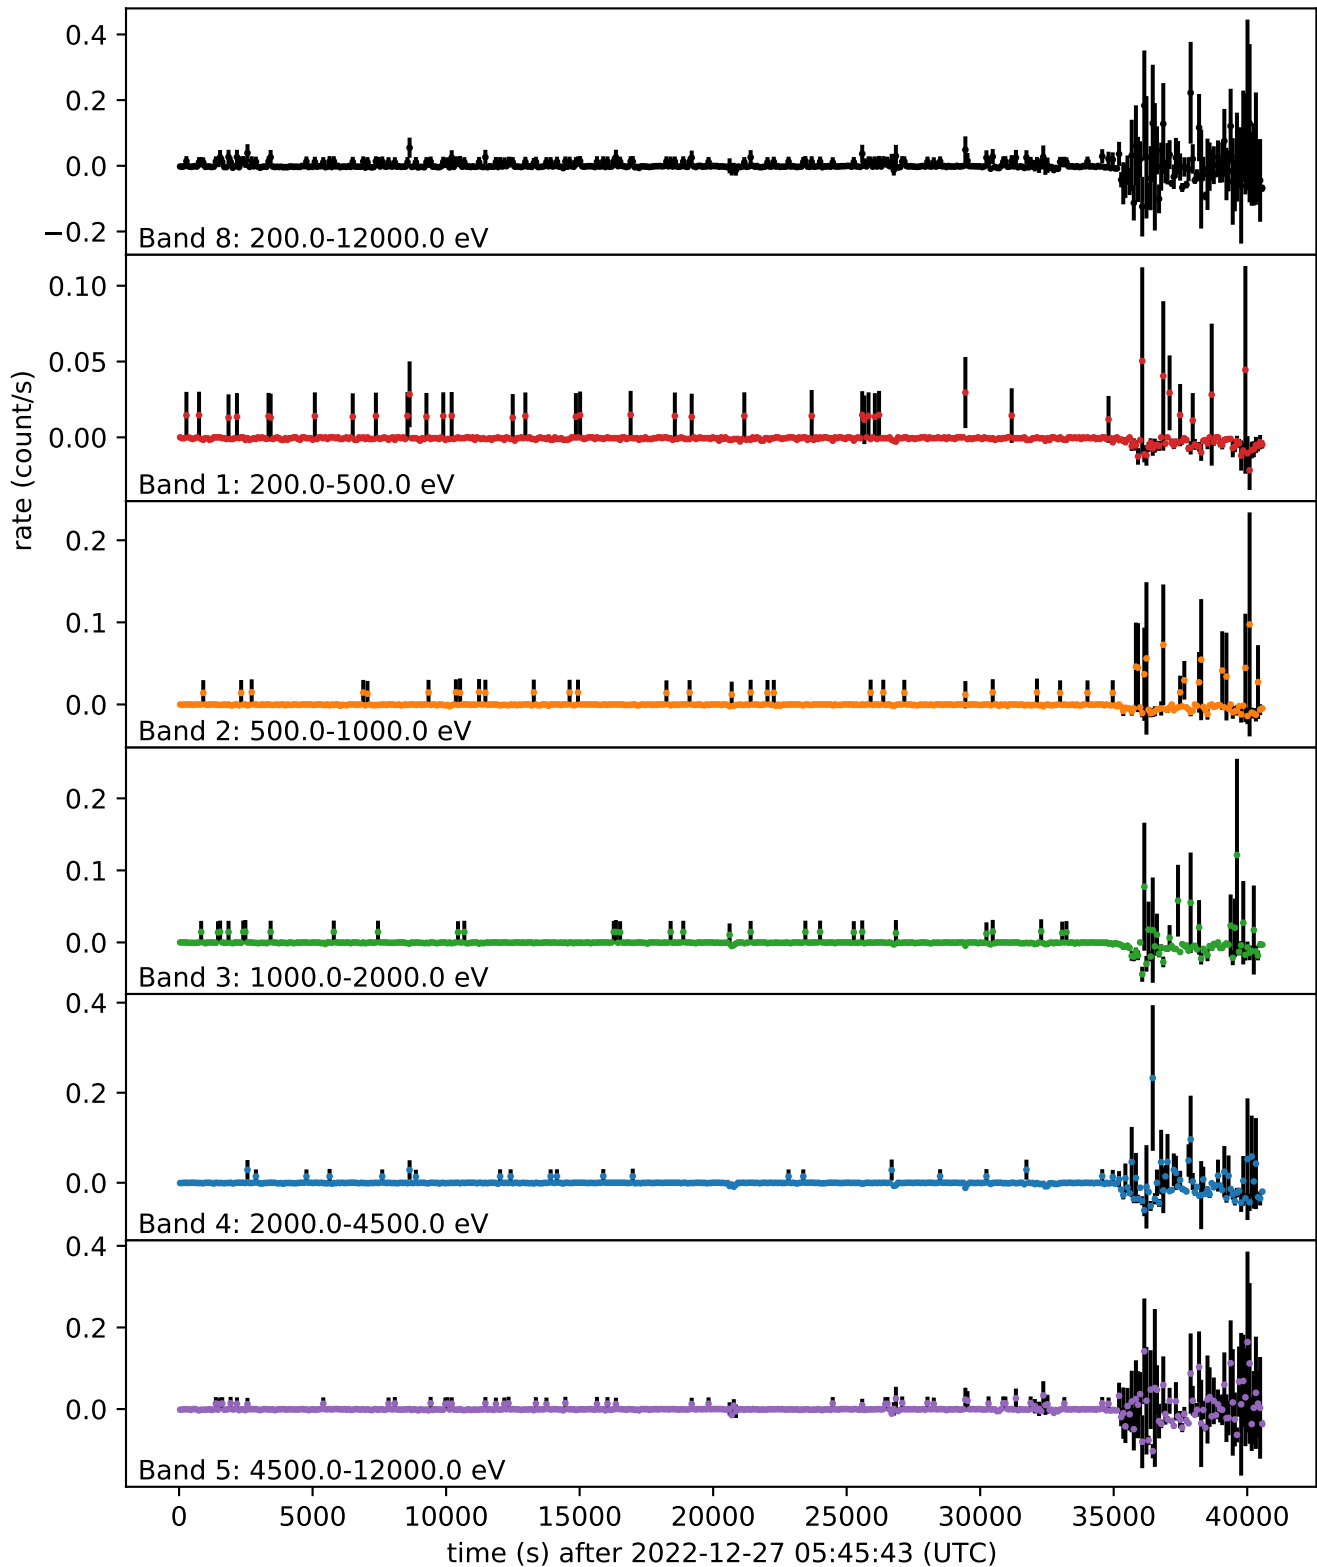 0.4
0.2
0.0
−0.2
Band 8: 200.0-12000.0 eV
0.10
0.05
0.00
Band 1: 200.0-500.0 eV
rate (count/s)
0.2
0.1
0.0
Band 2: 500.0-1000.0 eV
0.2
0.1
0.0
Band 3: 1000.0-2000.0 eV
0.4
0.2
0.0
Band 4: 2000.0-4500.0 eV
0.4
0.2
0.0
Band 5: 4500.0-12000.0 eV
0 5000 10000 15000 20000 25000 30000 35000 40000
time (s) after 2022-12-27 05:45:43 (UTC)